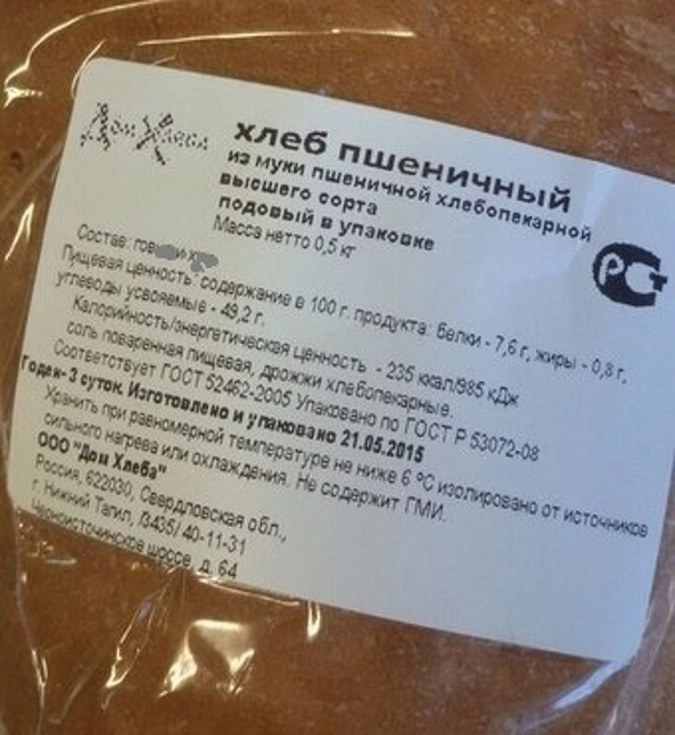 Дом Хлеба
хлеб пшеничный
из муки пшеничной хлебопекарной
высшего сорта
подовый в упаковке
Масса нетто 0,5 кг
РСТ
Состав:
Пищевая ценность: содержание в 100 г. продукта: белки - 7,6 г, жиры - 0,8 г,
углеводы усвояемые - 49,2 г.
Калорийность/энергетическая ценность - 235 ккал/985 кДж
соль поваренная пищевая, дрожжи хлебопекарные.
Соответствует ГОСТ 52462-2005 Упаковано по ГОСТ Р 53072-08
Годен- 3 суток. Изготовлено и упаковано 21.05.2015
Хранить при равномерной температуре не ниже 6 °С изолировано от источников
сильного нагрева или охлаждения. Не содержит ГМИ.
ООО "Дом Хлеба"
Россия, 622030, Свердловская обл.,
г. Нижний Тагил, /3435/ 40-11-31
Черноисточинское шоссе, д. 64